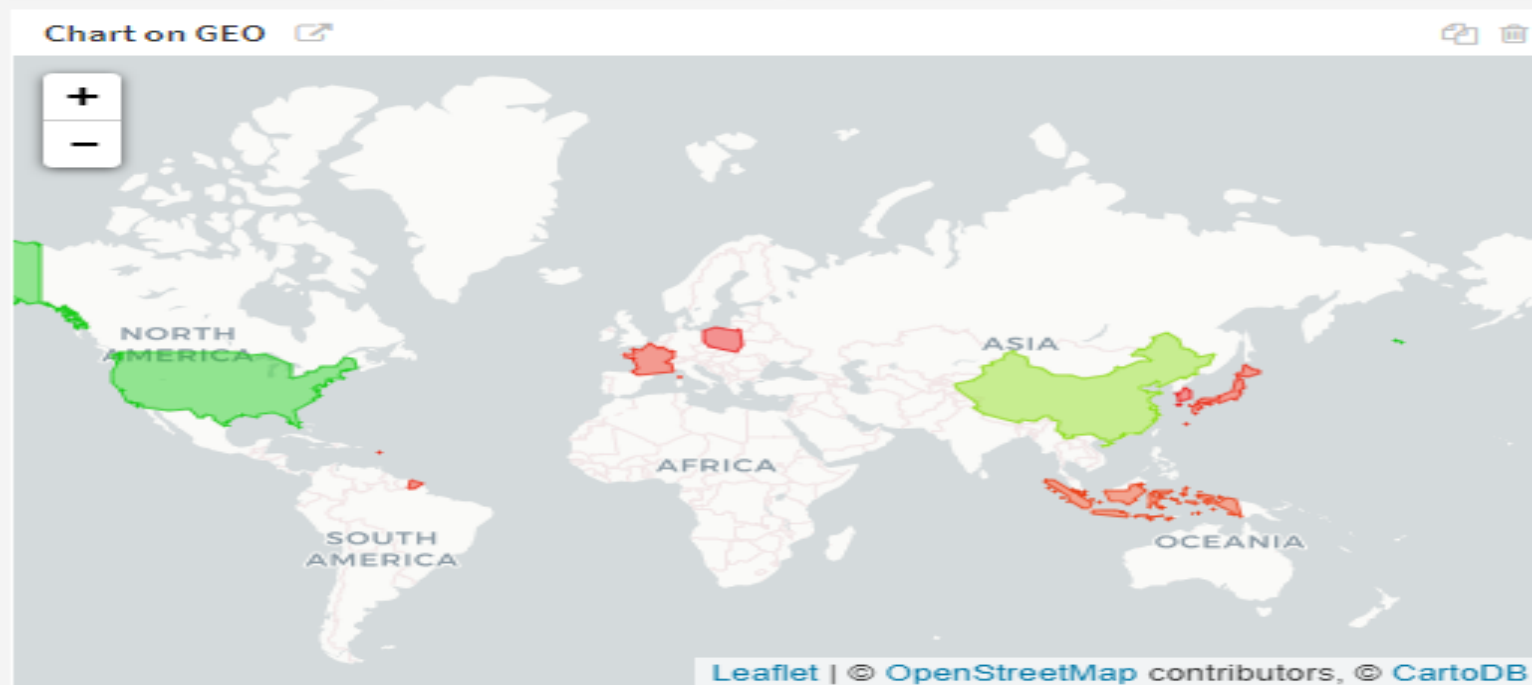 Chart on GEO
+
−
NORTH
AMERICA
ASIA
AFRICA
SOUTH
AMERICA
OCEANIA
Leaflet | © OpenStreetMap contributors, © CartoDB